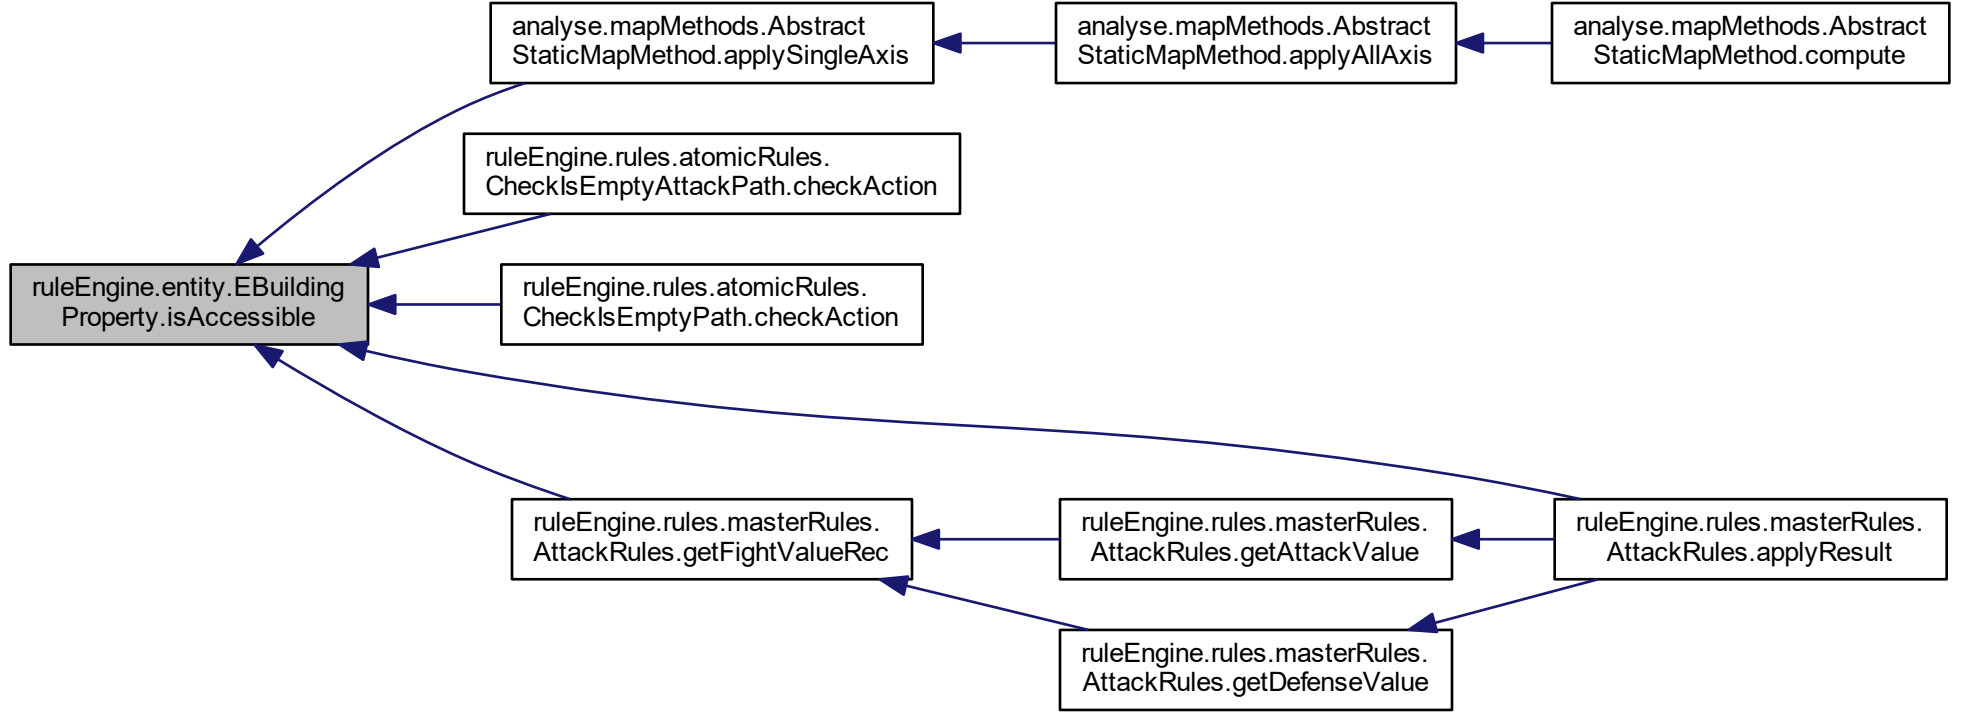 analyse.mapMethods.Abstract
StaticMapMethod.applySingleAxis
analyse.mapMethods.Abstract
StaticMapMethod.applyAllAxis
analyse.mapMethods.Abstract
StaticMapMethod.compute
ruleEngine.rules.atomicRules.
CheckIsEmptyAttackPath.checkAction
ruleEngine.entity.EBuilding
Property.isAccessible
ruleEngine.rules.atomicRules.
CheckIsEmptyPath.checkAction
ruleEngine.rules.masterRules.
AttackRules.getFightValueRec
ruleEngine.rules.masterRules.
AttackRules.getAttackValue
ruleEngine.rules.masterRules.
AttackRules.applyResult
ruleEngine.rules.masterRules.
AttackRules.getDefenseValue